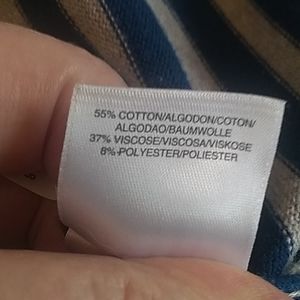 55% COTTON/ALGODON/COTON/
ALGODAO/BAUMWOLLE
37% VISCOSE/VISCOSA/VISKOSE
8% POLYESTER/POLIESTER